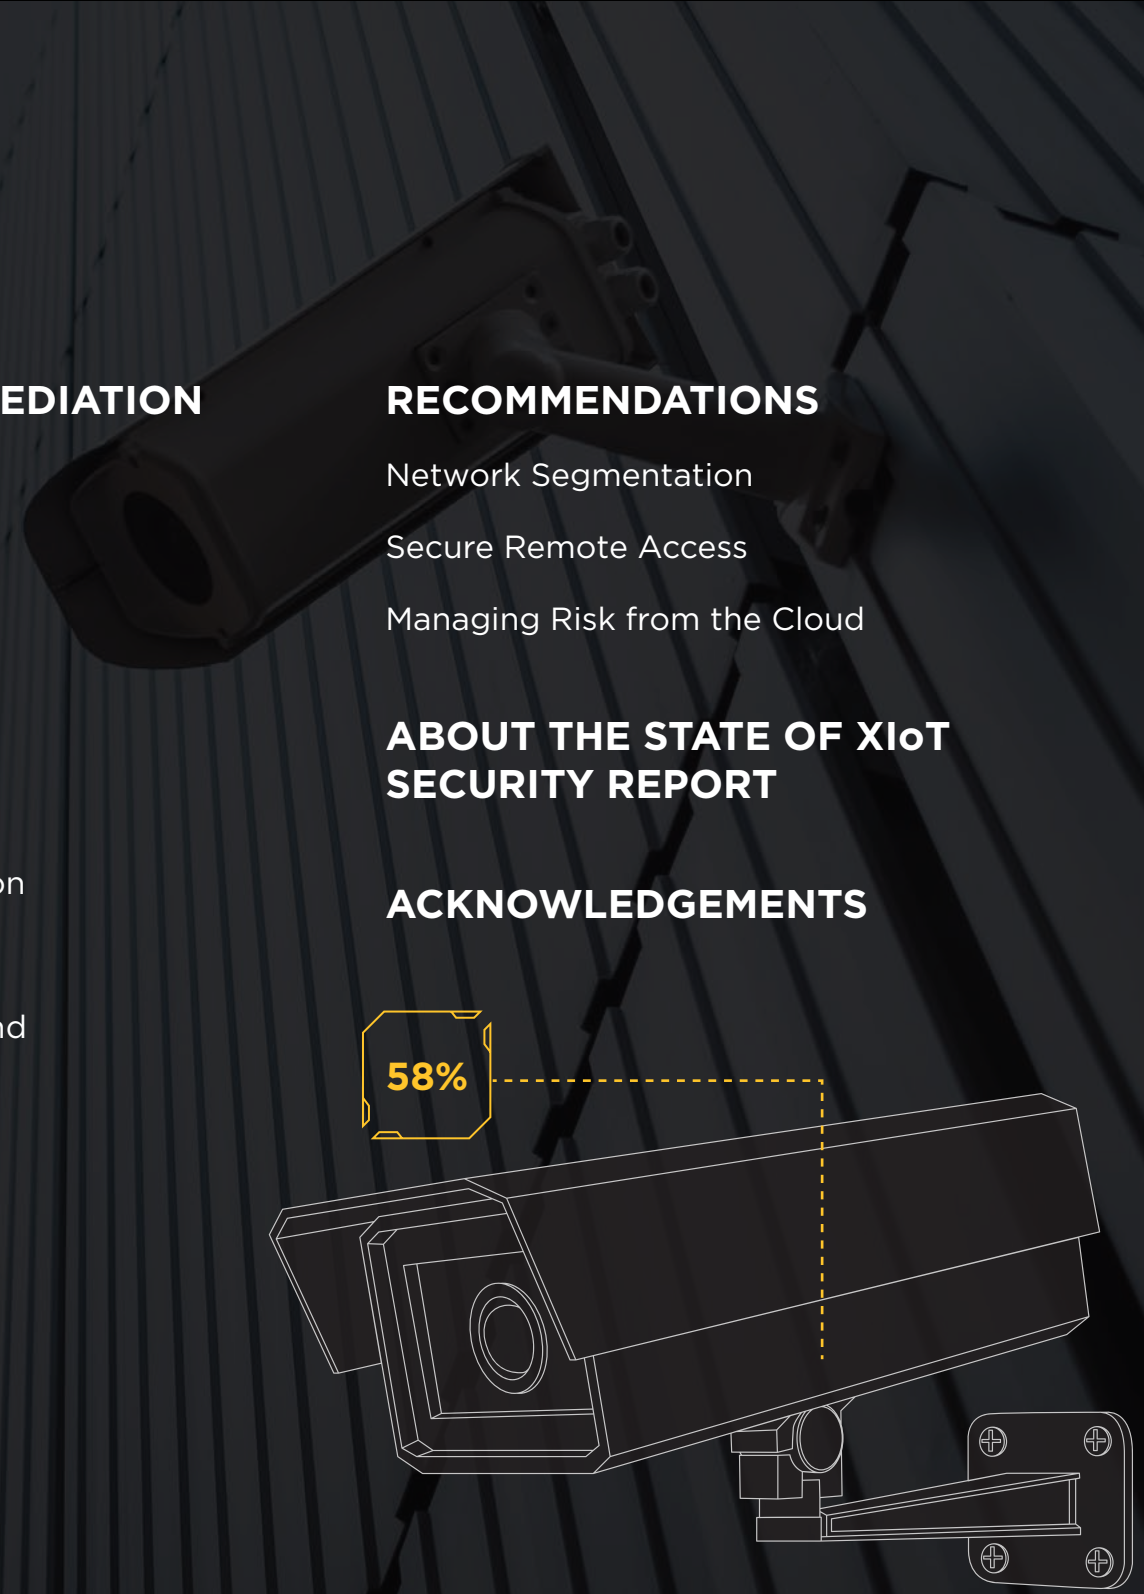 EDIATION
on
nd
RECOMMENDATIONS
Network Segmentation
Secure Remote Access
Managing Risk from the Cloud
ABOUT THE STATE OF XIoT
SECURITY REPORT
ACKNOWLEDGEMENTS
58%